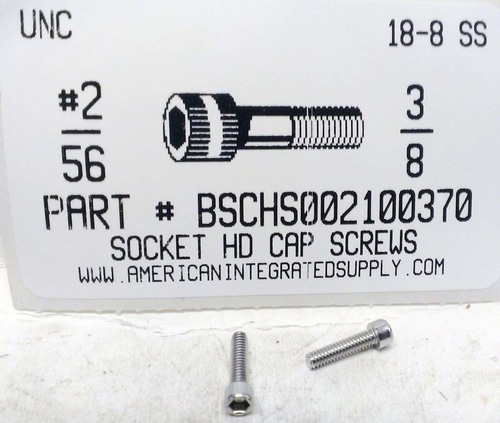 UNC 18-8 SS
#2 3
56 8
PART # BSCHS002100370
SOCKET HD CAP SCREWS
WWW.AMERICANINTEGRATEDSUPPLY.COM